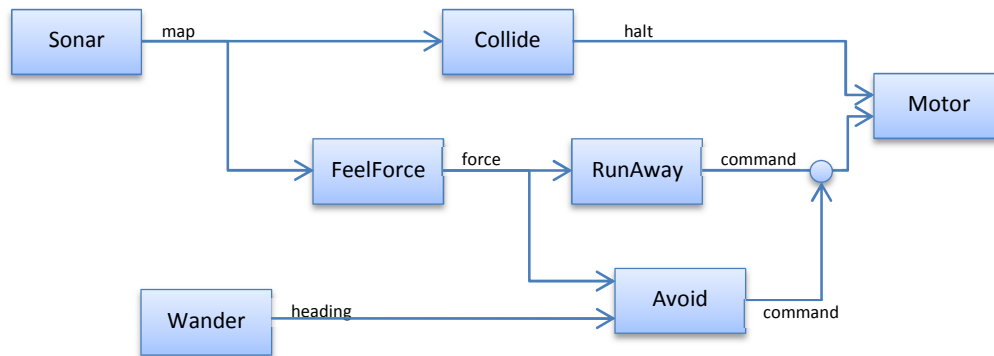 Sonar
map
Collide
halt
Motor
FeelForce
force
RunAway
command
Avoid
command
Wander
heading